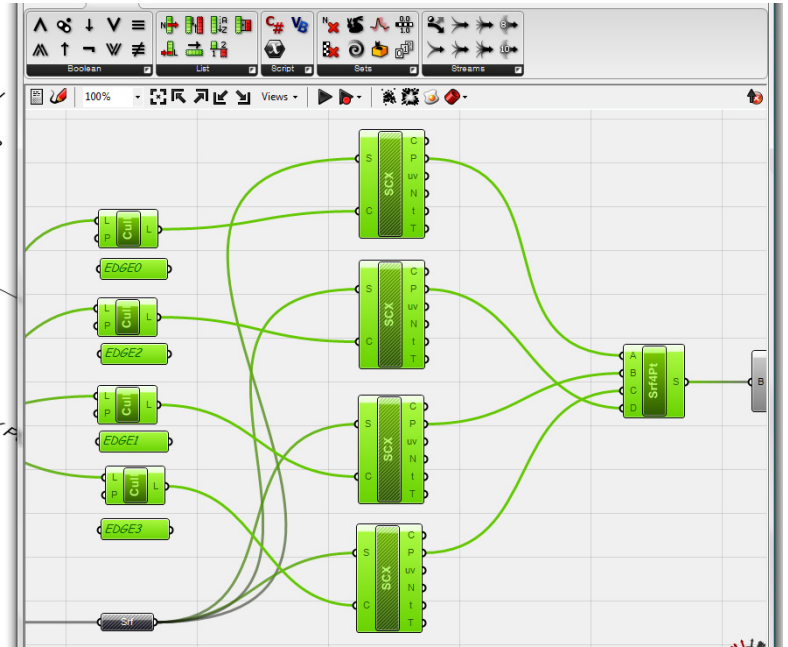 Boolean
List
Script
Sets
Streams
100%
Views
C
S
P
SCX
uv
N
C
t
T
L
P
Cull
L
EDGE0
C
S
P
SCX
uv
N
C
t
T
L
P
Cull
L
EDGE2
A
B
C
D
Srf4Pt
S
B
L
P
Cull
L
EDGE1
C
S
P
SCX
uv
N
C
t
T
L
P
Cull
L
EDGE3
C
S
P
SCX
uv
N
C
t
T
Srf